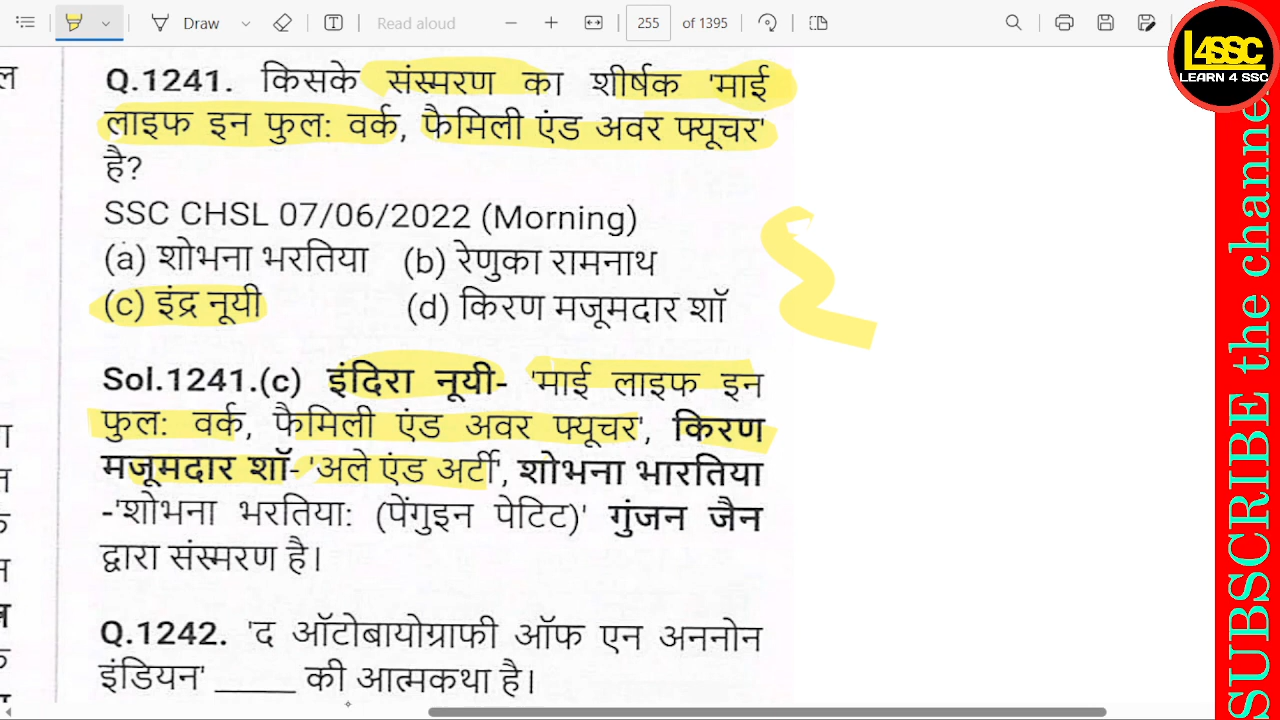 Draw
Read aloud
255 of 1395
L4SSC
LEARN 4 SSC
Q.1241. किसके संस्मरण का शीर्षक 'माई
लाइफ इन फुल: वर्क, फैमिली एंड अवर फ्यूचर'
है?
SSC CHSL 07/06/2022 (Morning)
(a) शोभना भरतिया (b) रेणुका रामनाथ
(c) इंद्र नूयी (d) किरण मजूमदार शॉ
Sol.1241.(c) इंदिरा नूयी- 'माई लाइफ इन
फुल: वर्क, फैमिली एंड अवर फ्यूचर', किरण
मजूमदार शॉ- 'अले एंड अर्टी', शोभना भारतिया
-'शोभना भरतिया: (पेंगुइन पेटिट)' गुंजन जैन
द्वारा संस्मरण है।
Q.1242. 'द ऑटोबायोग्राफी ऑफ एन अननोन
इंडियन' _____ की आत्मकथा है।
SUBSCRIBE the channe